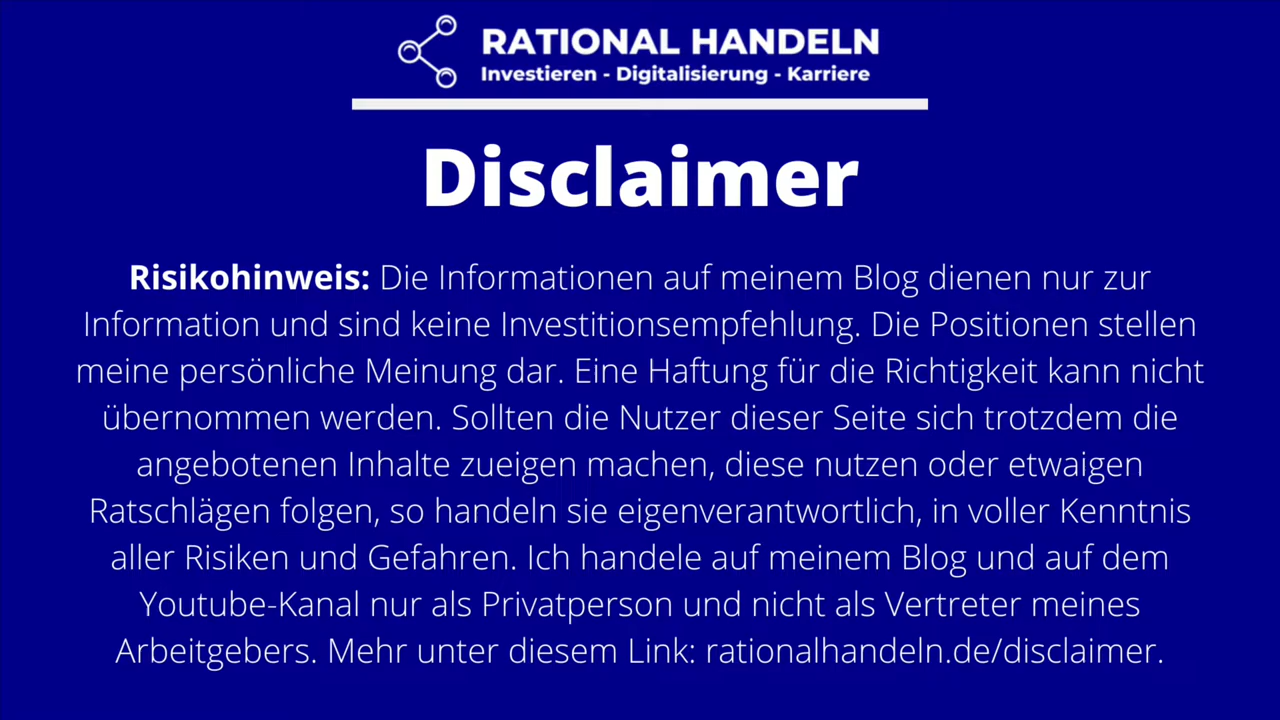 RATIONAL HANDELN
Investieren - Digitalisierung - Karriere
Disclaimer
Risikohinweis: Die Informationen auf meinem Blog dienen nur zur
Information und sind keine Investitionsempfehlung. Die Positionen stellen
meine persönliche Meinung dar. Eine Haftung für die Richtigkeit kann nicht
übernommen werden. Sollten die Nutzer dieser Seite sich trotzdem die
angebotenen Inhalte zueigen machen, diese nutzen oder etwaigen
Ratschlägen folgen, so handeln sie eigenverantwortlich, in voller Kenntnis
aller Risiken und Gefahren. Ich handele auf meinem Blog und auf dem
Youtube-Kanal nur als Privatperson und nicht als Vertreter meines
Arbeitgebers. Mehr unter diesem Link: rationalhandeln.de/disclaimer.